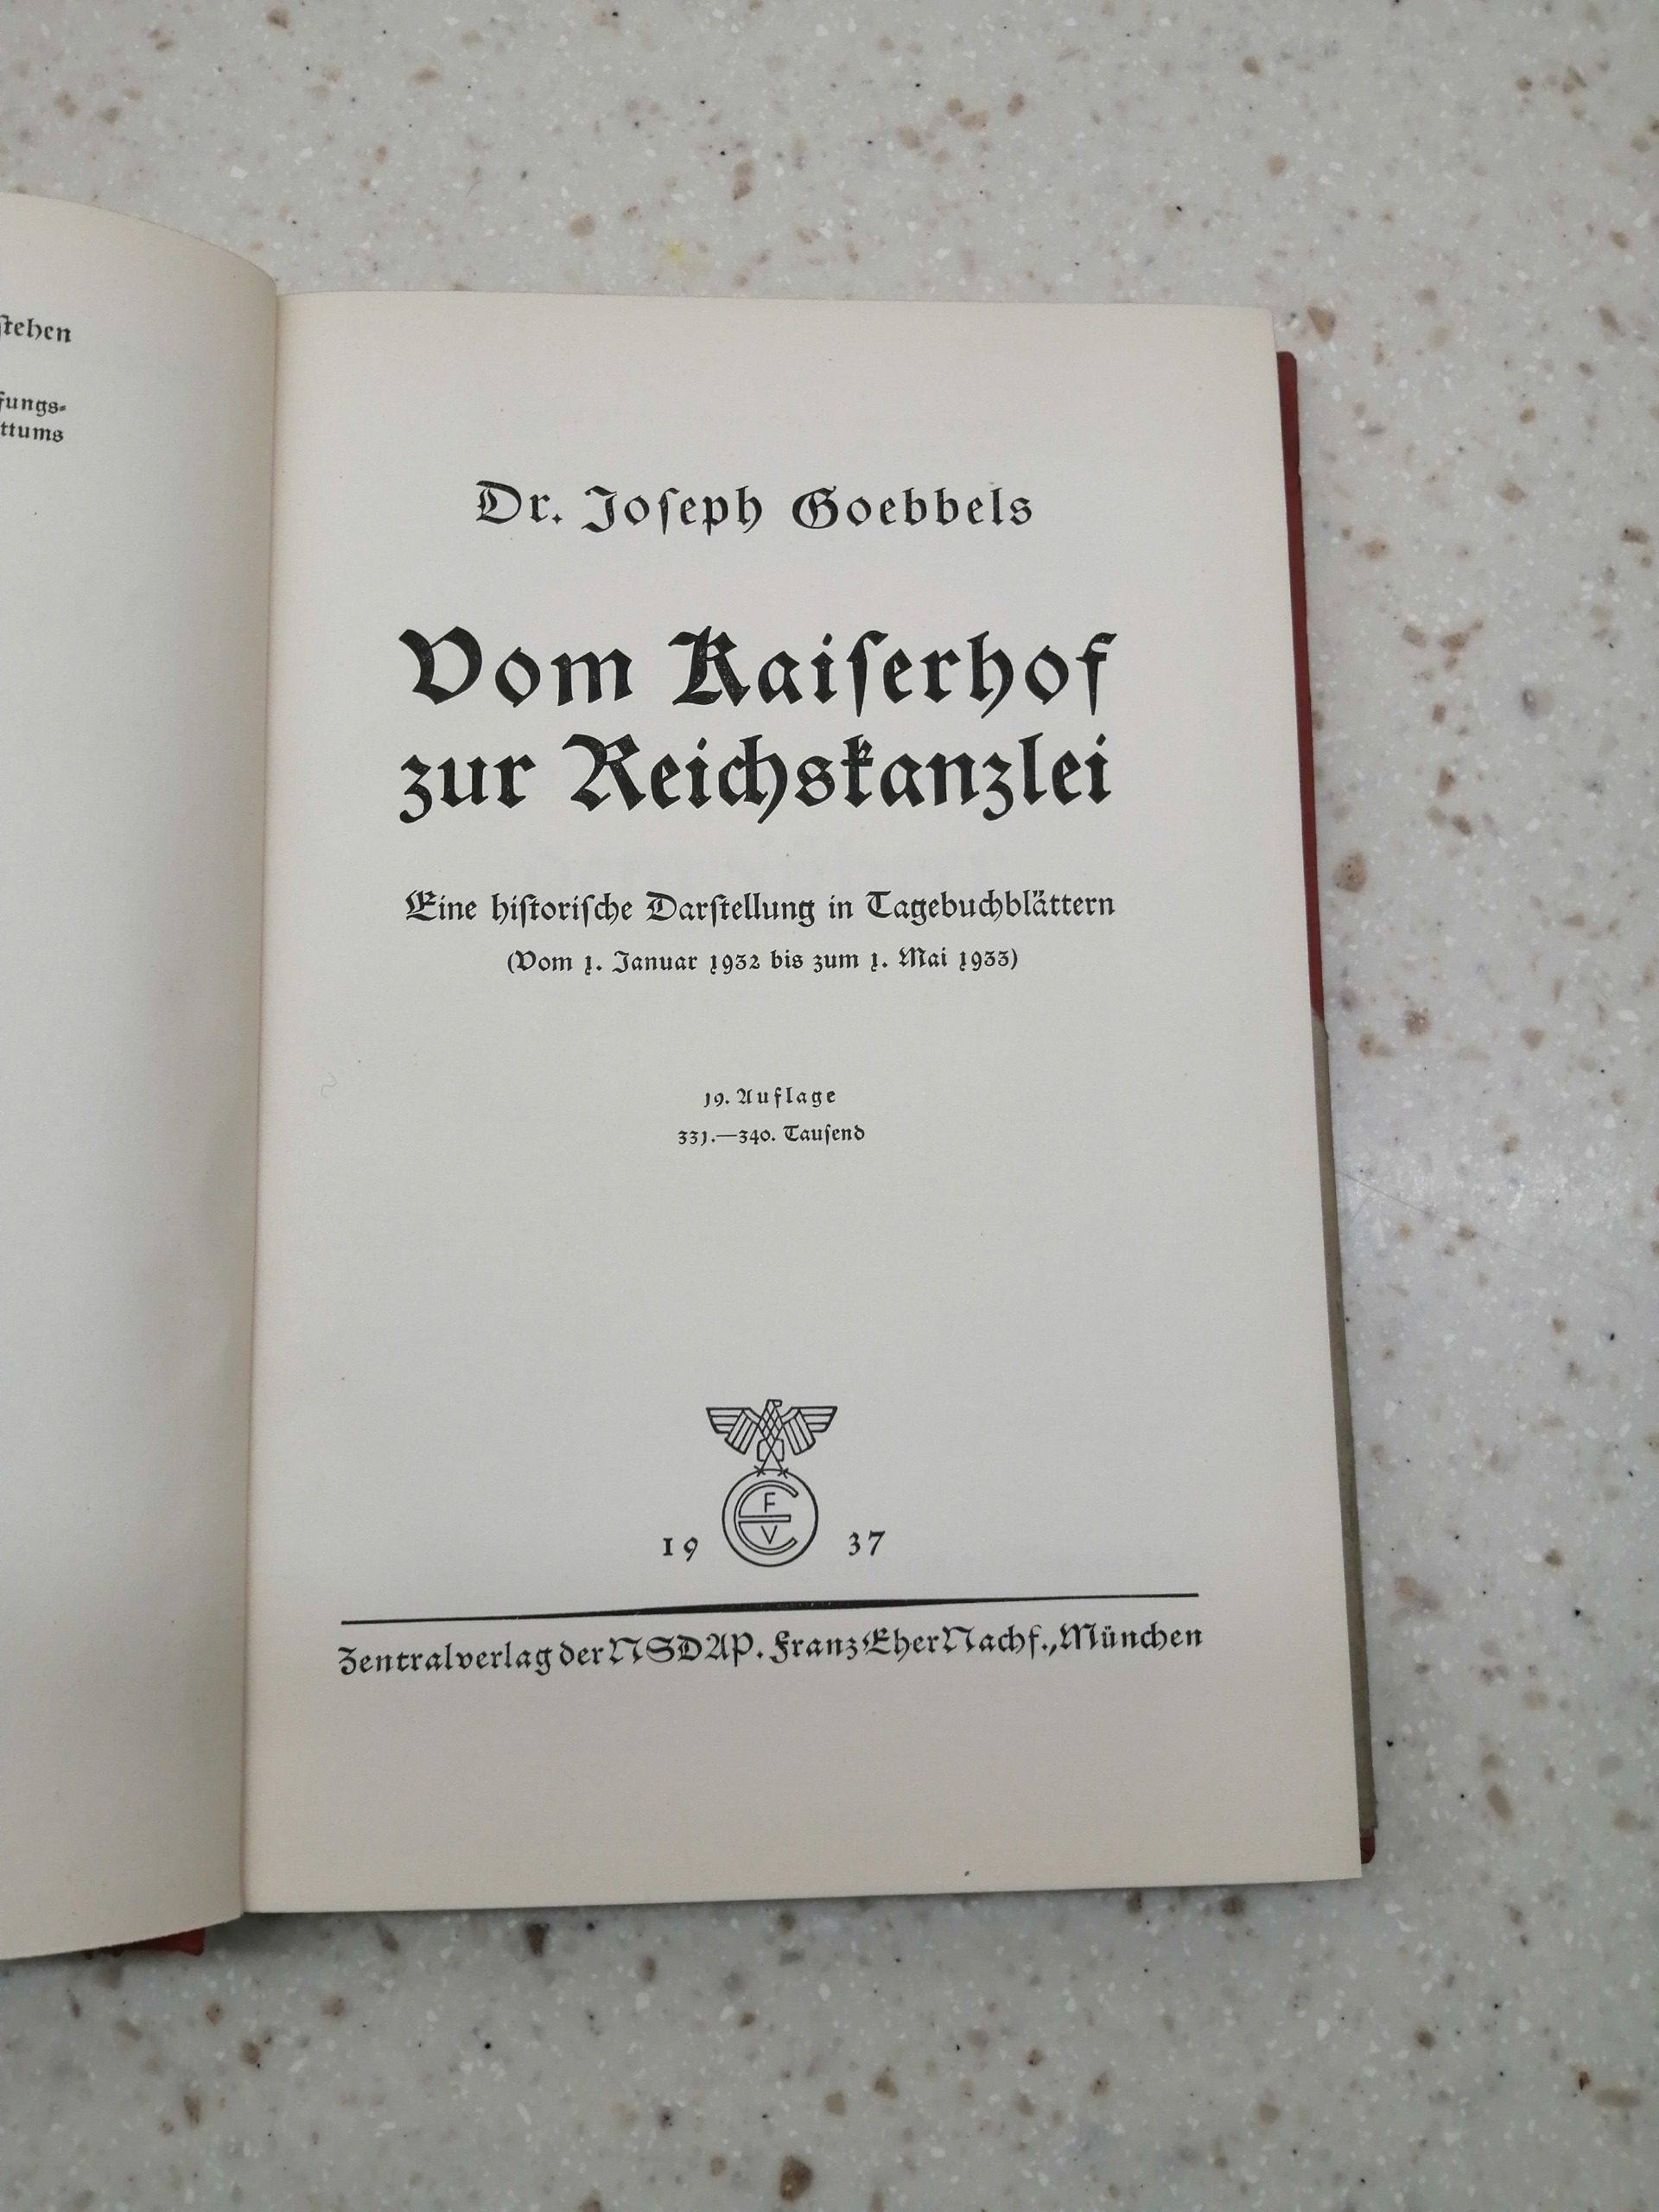 stehen
fungs-
ttums
Dr. Joseph Goebbels
Vom Kaiserhof
zur Reichskanzlei
Eine historische Darstellung in Tagebuchblättern
(Vom 1. Januar 1932 bis zum 1. Mai 1933)
19. Auflage
331.—340. Tausend
F
E
V
19 37
Zentralverlag der NSDAP. Franz Eher Nachf., München